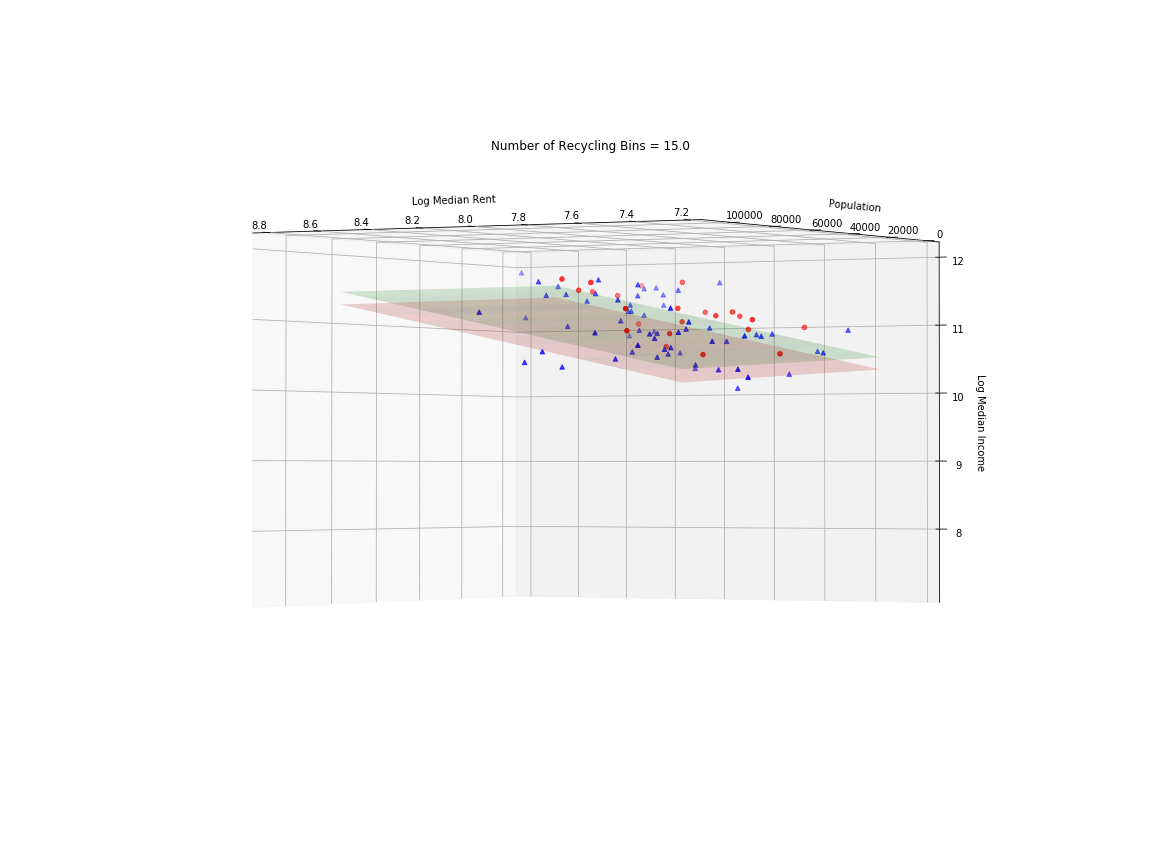 Number of Recycling Bins = 15.0
Log Median Rent
Population
8.8 8.6 8.4 8.2 8.0 7.8 7.6 7.4 7.2
100000 80000 60000 40000 20000 0
12
11
10
9
8
Log Median Income